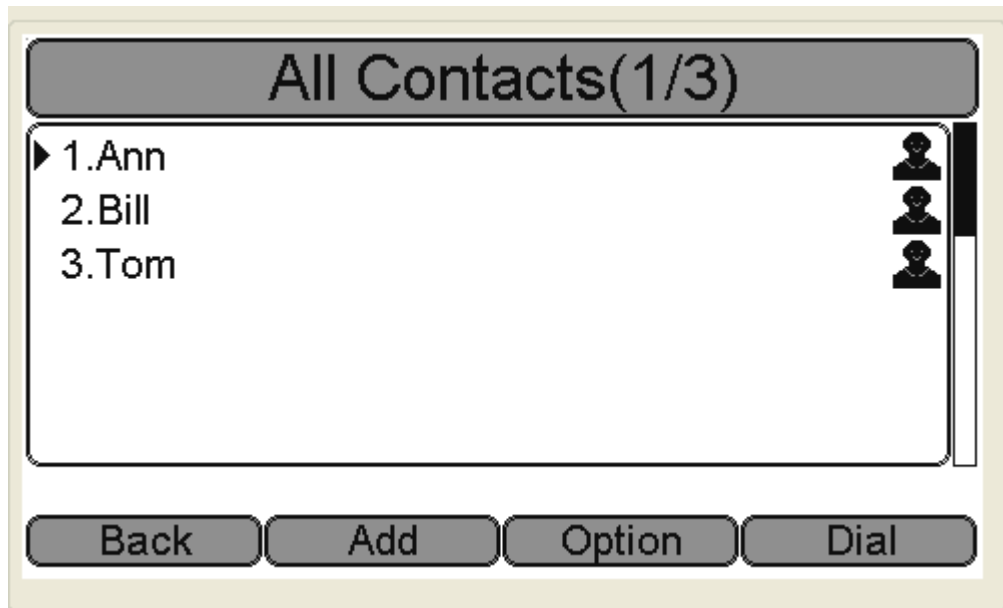 All Contacts(1/3)
1.Ann
2.Bill
3.Tom
Back Add Option Dial